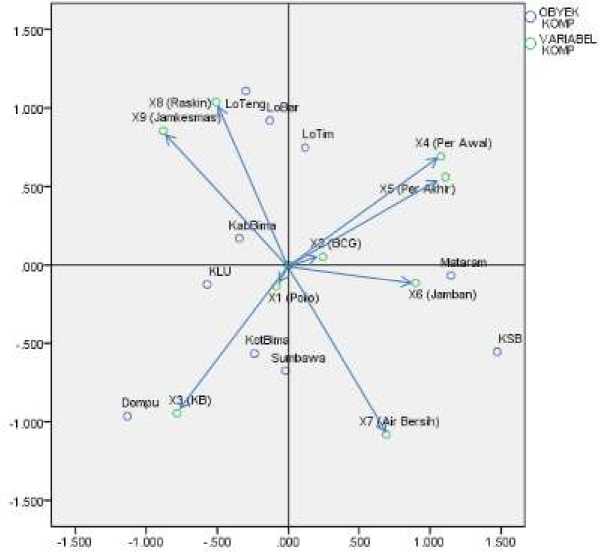 OBYEK
KOMP
VARIABEL
KOMP
1.500
1.000
.500
.000
-.500
-1.000
-1.500
X8 (Raskin)
LoTeng
LoBar
X9 (Jamkesmas)
LoTim
X4 (Per Awal)
X5 (Per Akhir)
KabBima
X2 (BCG)
KLU
Mataram
X1 (Polio)
X6 (Jamban)
KotBima
Sumbawa
KSB
Dompu
X3 (KB)
X7 (Air Bersih)
-1.500 -1.000 -.500 .000 .500 1.000 1.500